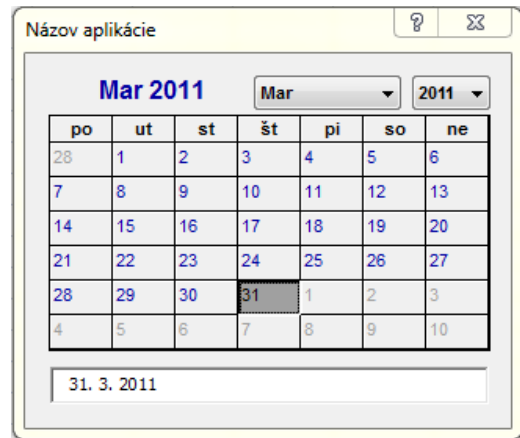 Názov aplikácie
Mar 2011 Mar 2011
po ut st št pi so ne
28 1 2 3 4 5 6
7 8 9 10 11 12 13
14 15 16 17 18 19 20
21 22 23 24 25 26 27
28 29 30 31 1 2 3
4 5 6 7 8 9 10
31. 3. 2011